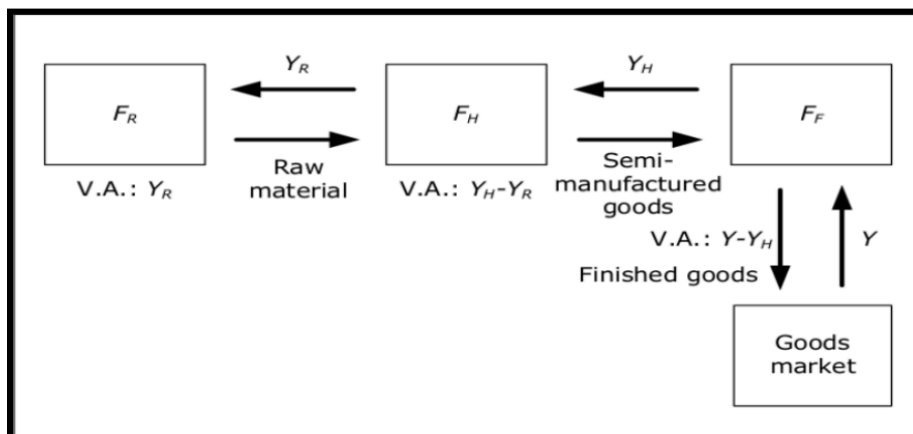 Y_R
Y_H
F_R
F_H
F_F
Raw
material
Semi-
manufactured
goods
V.A.: Y_R
V.A.: Y_H-Y_R
V.A.: Y-Y_H
Y
Finished goods
Goods
market